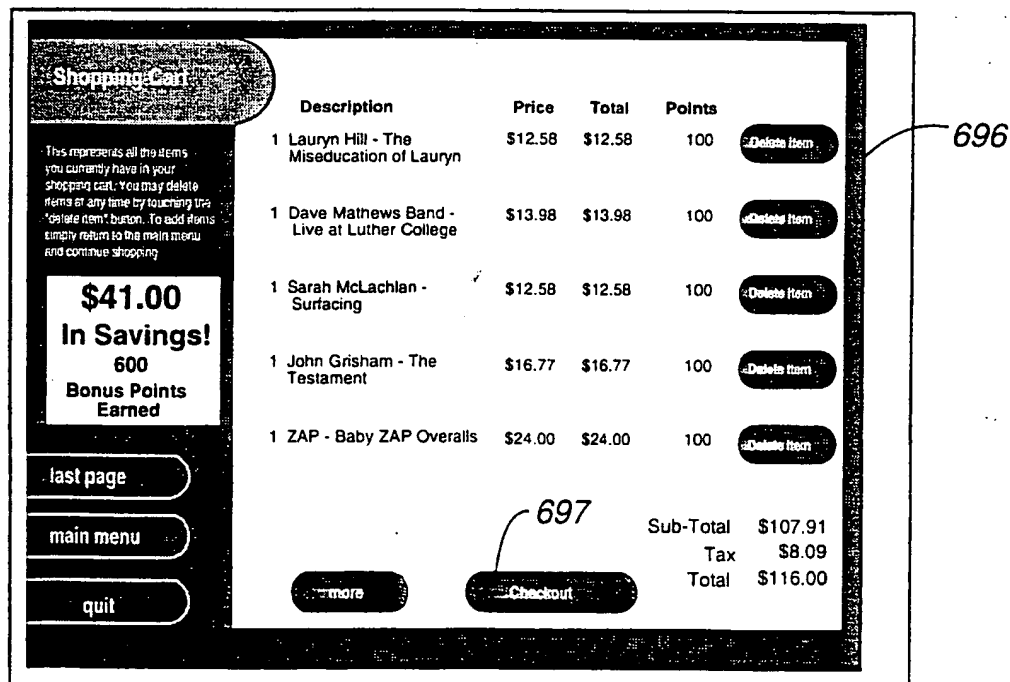 Shopping Cart
This represents all the items
you currently have in your
shopping cart. You may delete
items at any time by touching the
"delete item" button. To add items
simply return to the main menu
and continue shopping
$41.00
In Savings!
600
Bonus Points
Earned
last page
main menu
quit
Description Price Total Points
1 Lauryn Hill - The $12.58 $12.58 100 Delete Item
Miseducation of Lauryn
1 Dave Mathews Band - $13.98 $13.98 100 Delete Item
Live at Luther College
1 Sarah McLachlan - $12.58 $12.58 100 Delete Item
Surfacing
1 John Grisham - The $16.77 $16.77 100 Delete Item
Testament
1 ZAP - Baby ZAP Overalls $24.00 $24.00 100 Delete Item
Sub-Total $107.91
Tax $8.09
Total $116.00
more Checkout
696
697